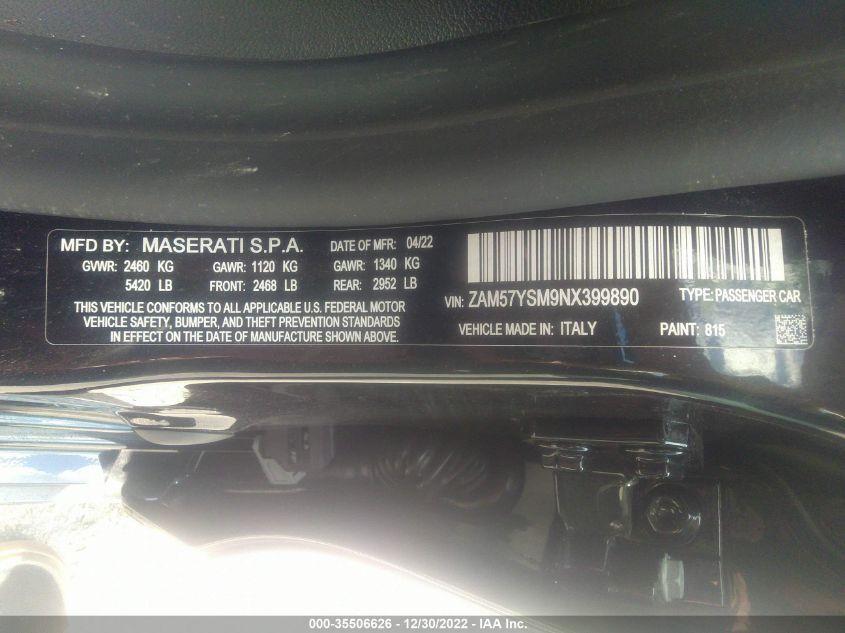 MFD BY: MASERATI S.P.A. DATE OF MFR: 04/22
GVWR: 2460 KG GAWR: 1120 KG GAWR: 1340 KG
5420 LB FRONT: 2468 LB REAR: 2952 LB
THIS VEHICLE CONFORMS TO ALL APPLICABLE U.S. FEDERAL MOTOR
VEHICLE SAFETY, BUMPER, AND THEFT PREVENTION STANDARDS
IN EFFECT ON THE DATE OF MANUFACTURE SHOWN ABOVE.
VIN: ZAM57YSM9NX399890 TYPE: PASSENGER CAR
VEHICLE MADE IN: ITALY PAINT: 815
000-35506626 - 12/30/2022 - IAA Inc.